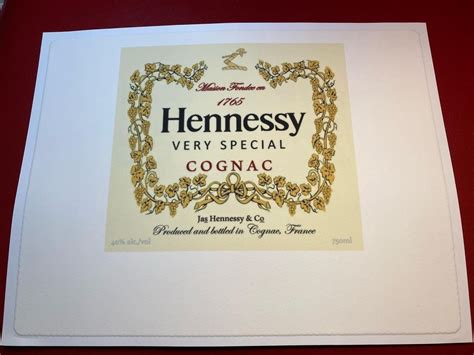 Maison Fondee en
1765
Hennessy
VERY SPECIAL
COGNAC
Jas Hennessy & Co
Produced and bottled in Cognac, France
40% alc./vol 750ml